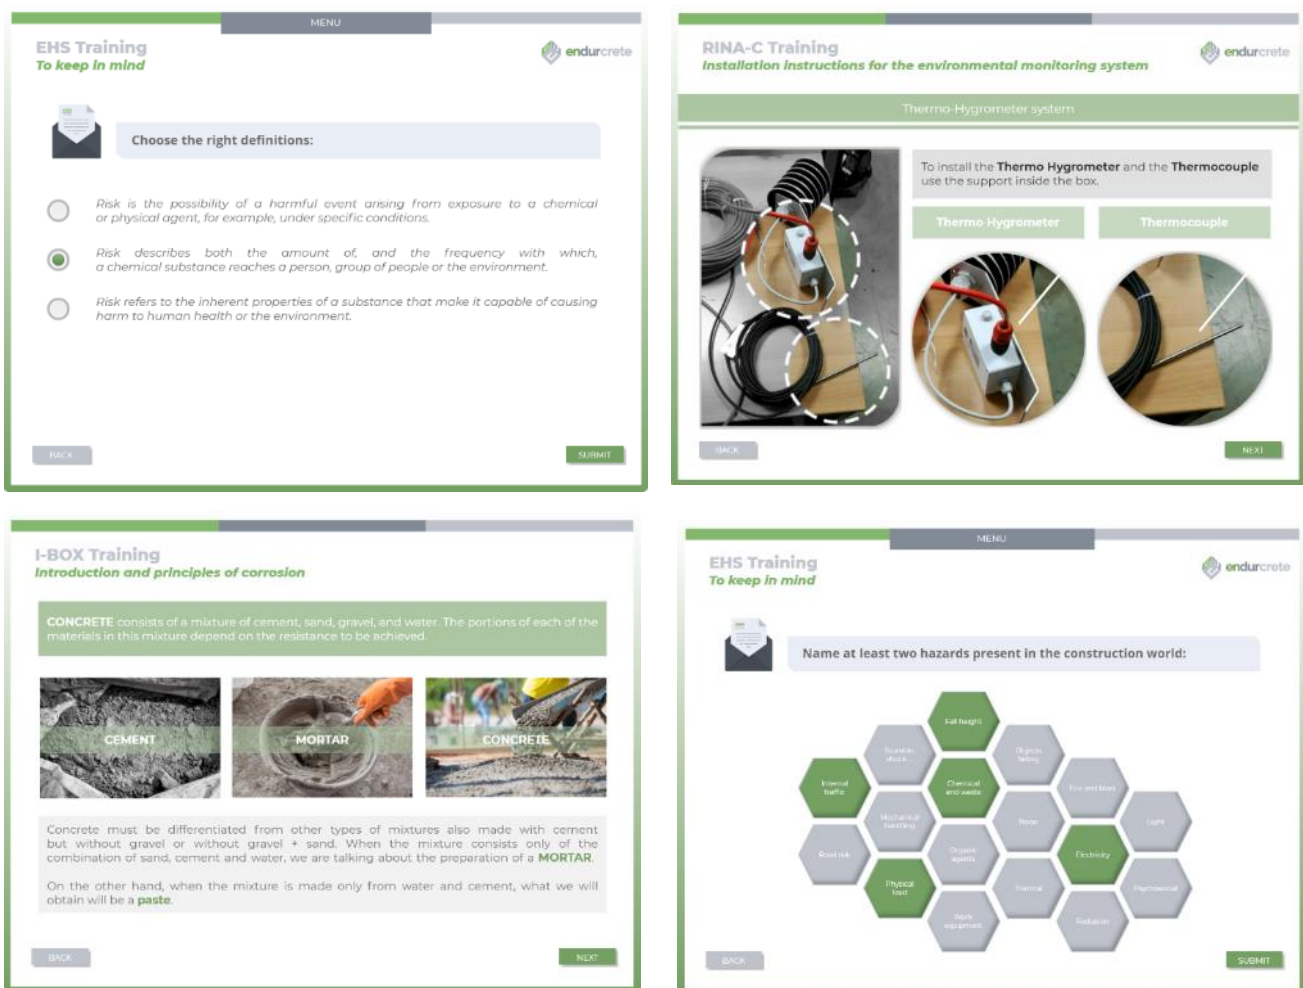 MENU
EHS Training
To keep in mind
endurcrete
Choose the right definitions:
Risk is the possibility of a harmful event arising from exposure to a chemical
or physical agent, for example, under specific conditions.
Risk describes both the amount of, and the frequency with which,
a chemical substance reaches a person, group of people or the environment.
Risk refers to the inherent properties of a substance that make it capable of causing
harm to human health or the environment.
BACK
SUBMIT
RINA-C Training
Installation instructions for the environmental monitoring system
endurcrete
Thermo-Hygrometer system
To install the Thermo Hygrometer and the Thermocouple
use the support inside the box.
Thermo Hygrometer
Thermocouple
BACK
NEXT
I-BOX Training
Introduction and principles of corrosion
CONCRETE consists of a mixture of cement, sand, gravel, and water. The portions of each of the
materials in this mixture depend on the resistance to be achieved.
CEMENT
MORTAR
CONCRETE
Concrete must be differentiated from other types of mixtures also made with cement
but without gravel or without gravel + sand. When the mixture consists only of the
combination of sand, cement and water, we are talking about the preparation of a MORTAR.
On the other hand, when the mixture is made only from water and cement, what we will
obtain will be a paste.
BACK
NEXT
MENU
EHS Training
To keep in mind
endurcrete
Name at least two hazards present in the construction world:
Fall height
Objects
falling
Internal
traffic
Chemical
and waste
Mechanical
handling
Noise
Light
Road risk
Organic
agents
Electricity
Physical
load
Thermal
Psychosocial
Work
equipment
Radiation
BACK
SUBMIT